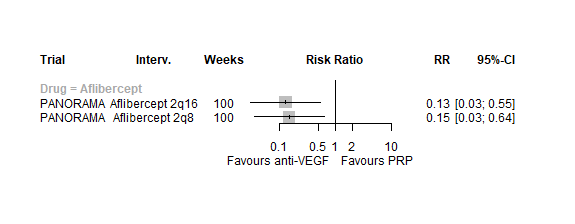 Trial Interv. Weeks Risk Ratio RR 95%-CI
Drug = Aflibercept
PANORAMA Aflibercept 2q16 100 0.13 [0.03; 0.55]
PANORAMA Aflibercept 2q8 100 0.15 [0.03; 0.64]
0.1 0.5 1 2 10
Favours anti-VEGF Favours PRP